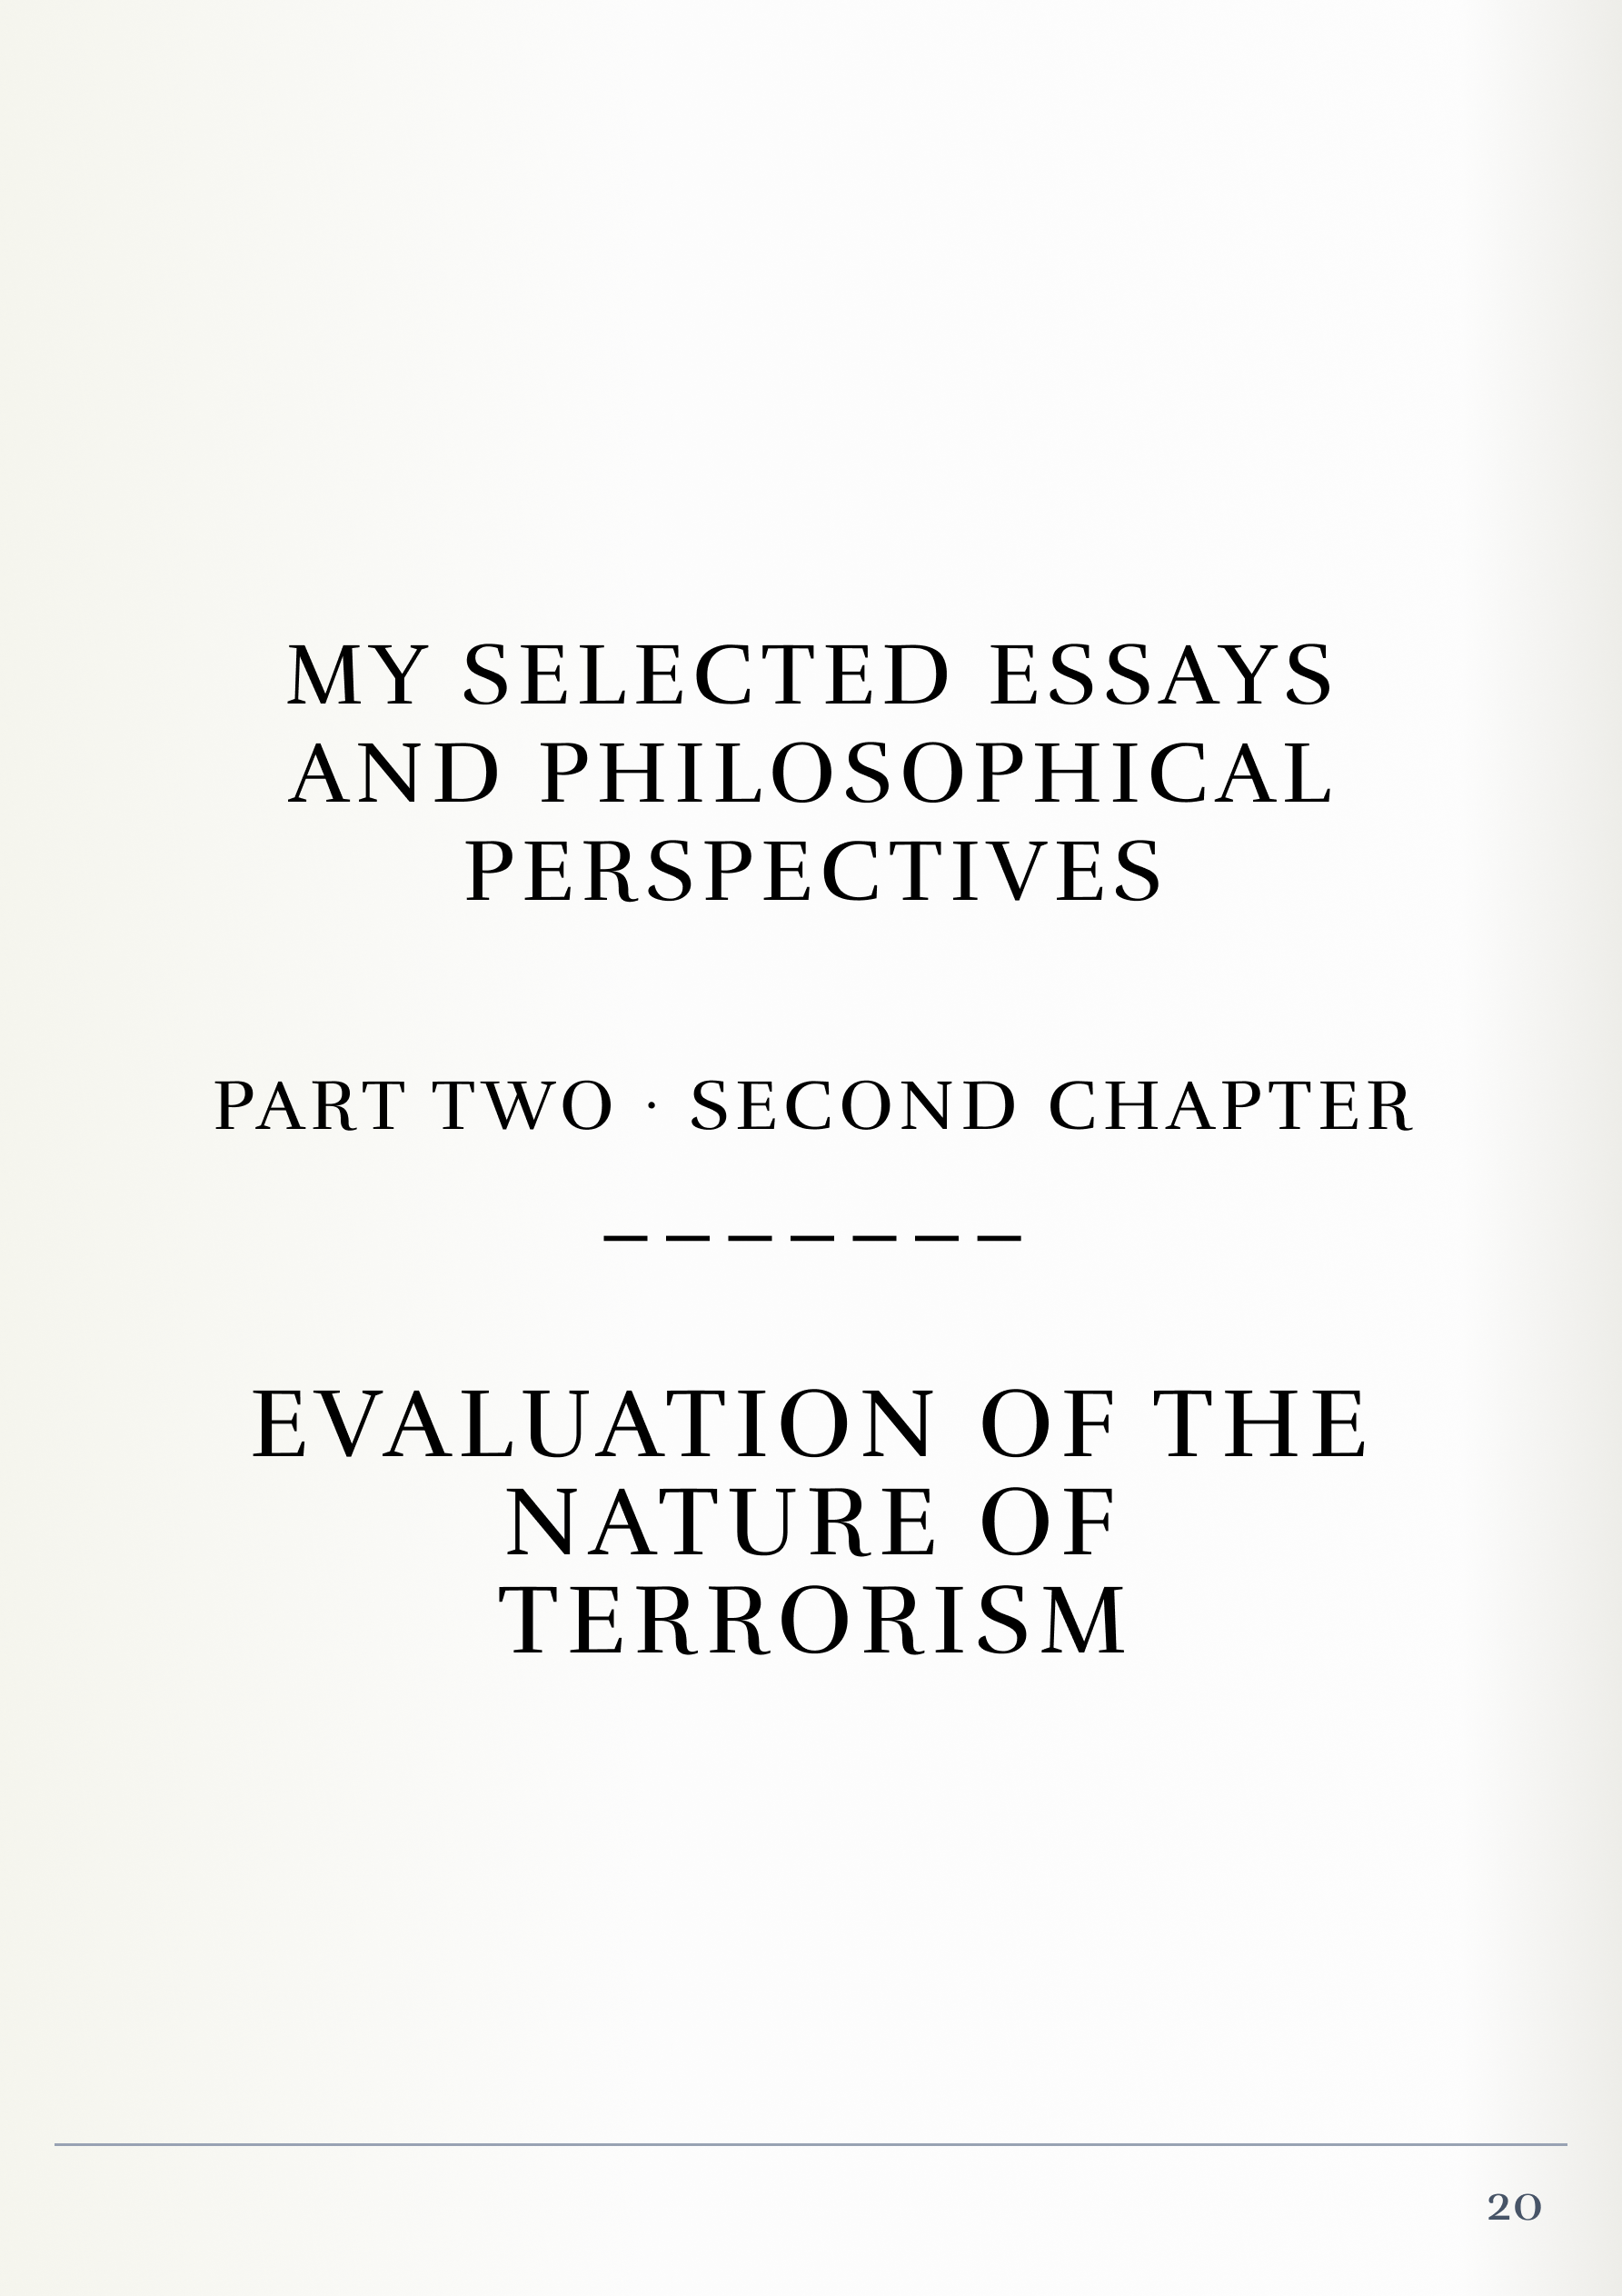 MY SELECTED ESSAYS
AND PHILOSOPHICAL
PERSPECTIVES
PART TWO · SECOND CHAPTER
– – – – – – –
EVALUATION OF THE
NATURE OF
TERRORISM
20